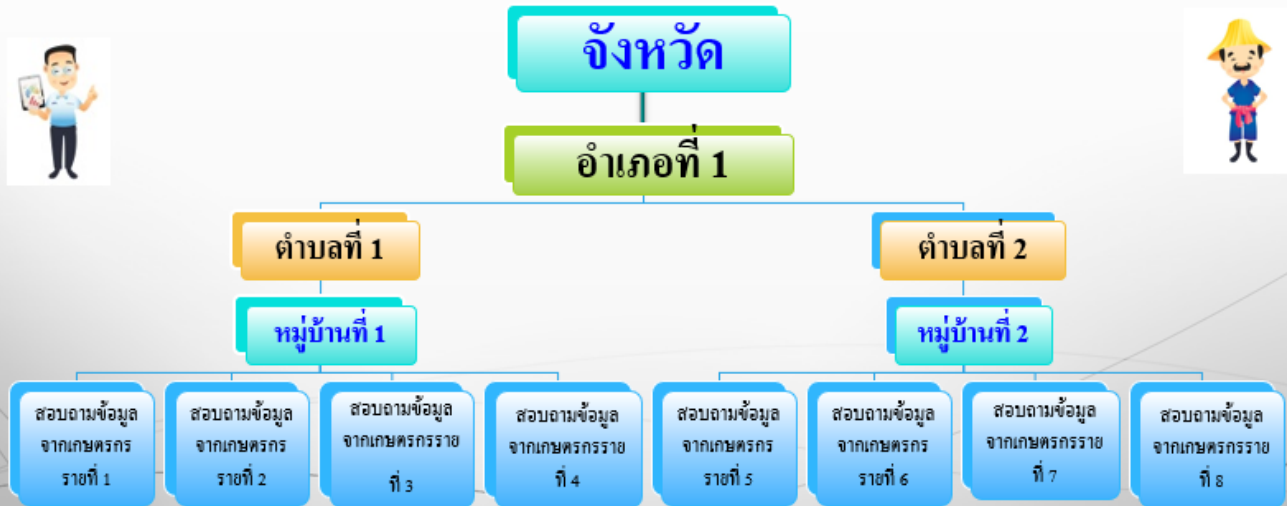 จังหวัด
อำเภอที่ 1
ตำบลที่ 1
ตำบลที่ 2
หมู่บ้านที่ 1
หมู่บ้านที่ 2
สอบถามข้อมูล
จากเกษตรกร
รายที่ 1
สอบถามข้อมูล
จากเกษตรกร
รายที่ 2
สอบถามข้อมูล
จากเกษตรกรราย
ที่ 3
สอบถามข้อมูล
จากเกษตรกรราย
ที่ 4
สอบถามข้อมูล
จากเกษตรกร
รายที่ 5
สอบถามข้อมูล
จากเกษตรกร
รายที่ 6
สอบถามข้อมูล
จากเกษตรกรราย
ที่ 7
สอบถามข้อมูล
จากเกษตรกรราย
ที่ 8